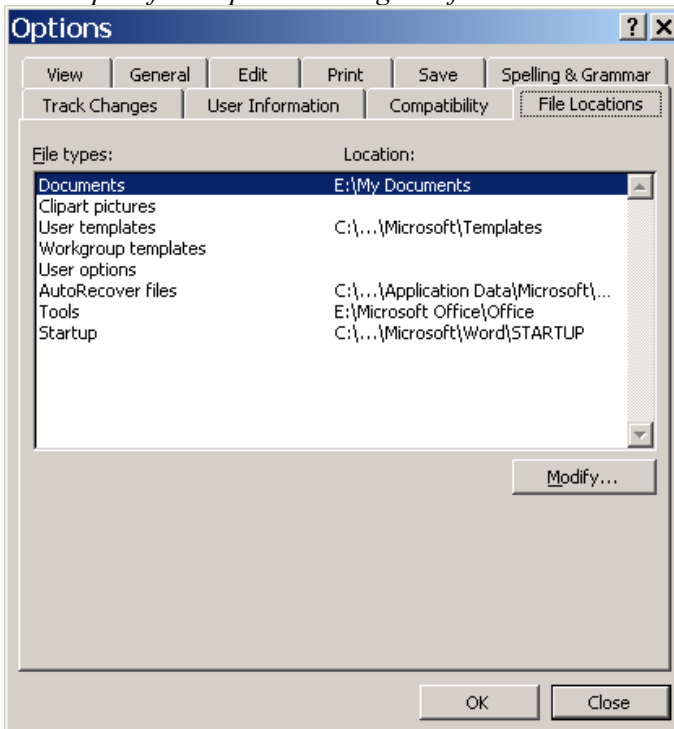 Options
View General Edit Print Save Spelling & Grammar
Track Changes User Information Compatibility File Locations
File types: Location:
Documents E:\My Documents
Clipart pictures
User templates C:\...\Microsoft\Templates
Workgroup templates
User options
AutoRecover files C:\...\Application Data\Microsoft\...
Tools E:\Microsoft Office\Office
Startup C:\...\Microsoft\Word\STARTUP
Modify...
OK Close